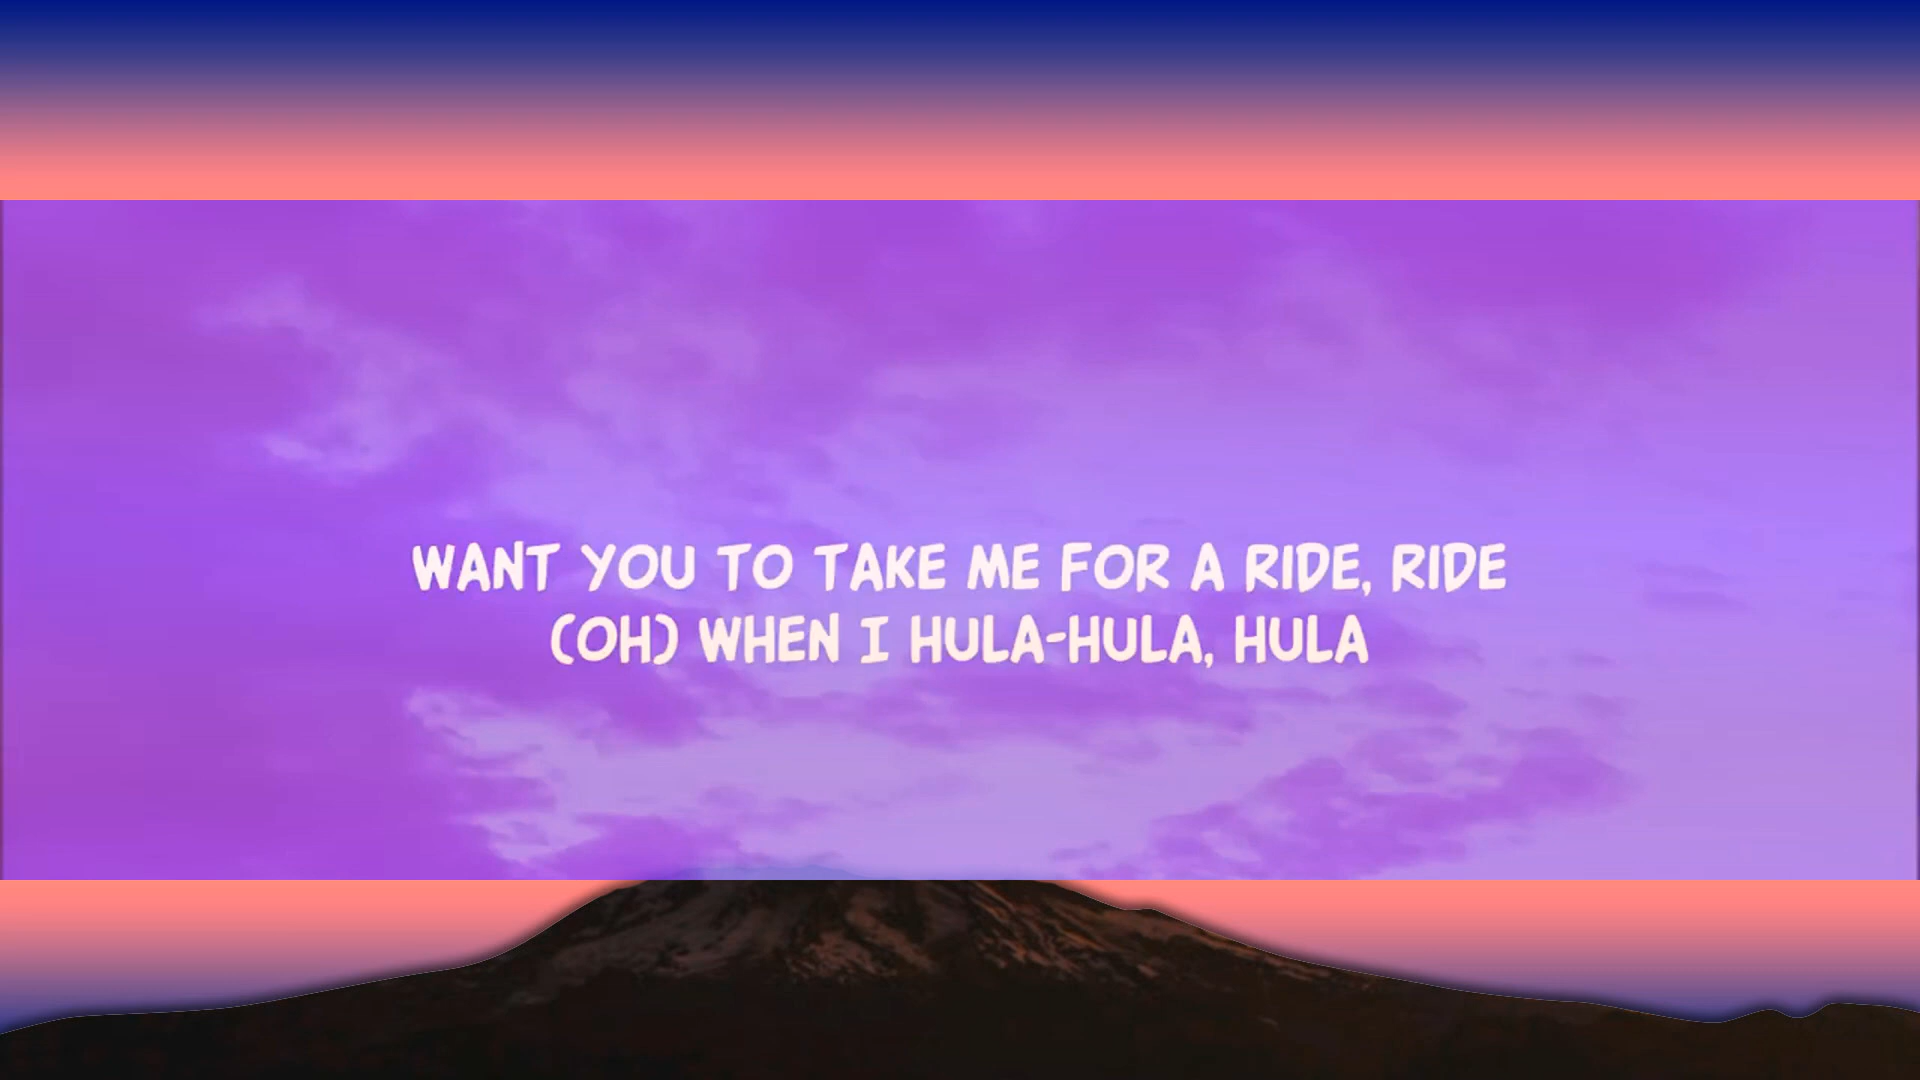 WANT YOU TO TAKE ME FOR A RIDE, RIDE
(OH) WHEN I HULA-HULA, HULA